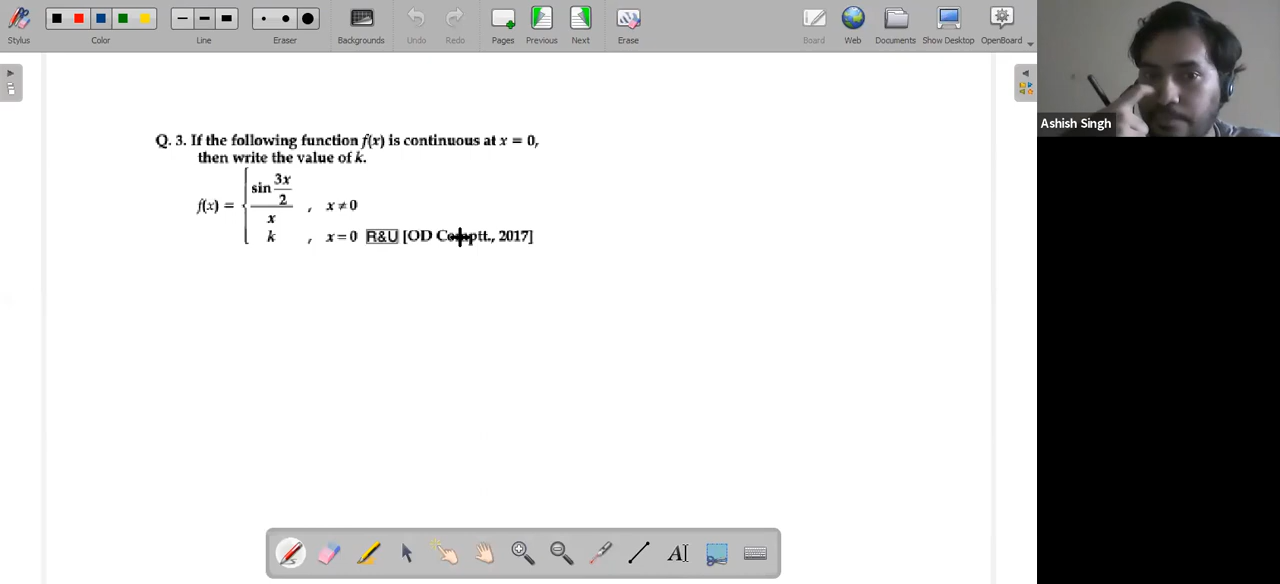 Stylus
Color
Line
Eraser
Backgrounds
Undo
Redo
Pages
Previous
Next
Erase
Board
Web
Documents
Show Desktop
OpenBoard
Ashish Singh
Q. 3. If the following function f(x) is continuous at x = 0,
then write the value of k.
f(x) = { sin 3x/2 / x , x ≠ 0
k , x = 0 R&U [OD Comptt., 2017]
AI